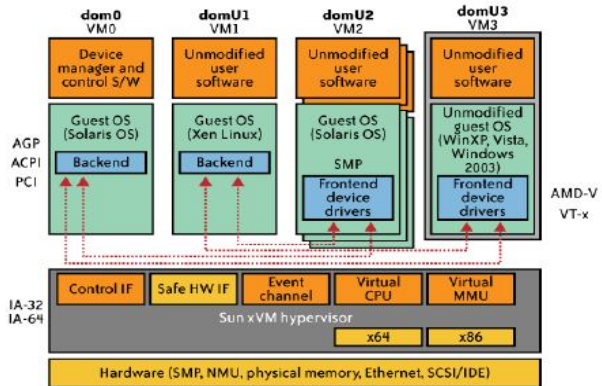 dom0
VM0
domU1
VM1
domU2
VM2
domU3
VM3
Device
manager and
control S/W
Unmodified
user
software
Unmodified
user
software
Unmodified
user
software
Guest OS
(Solaris OS)
Backend
Guest OS
(Xen Linux)
Backend
Guest OS
(Solaris OS)
SMP
Frontend
device
drivers
Unmodified
guest OS
(WinXP, Vista,
Windows
2003)
Frontend
device
drivers
AGP
ACPI
PCI
AMD-V
VT-x
IA-32
IA-64
Control IF
Safe HW IF
Event
channel
Virtual
CPU
Virtual
MMU
Sun xVM hypervisor
x64
x86
Hardware (SMP, NMU, physical memory, Ethernet, SCSI/IDE)